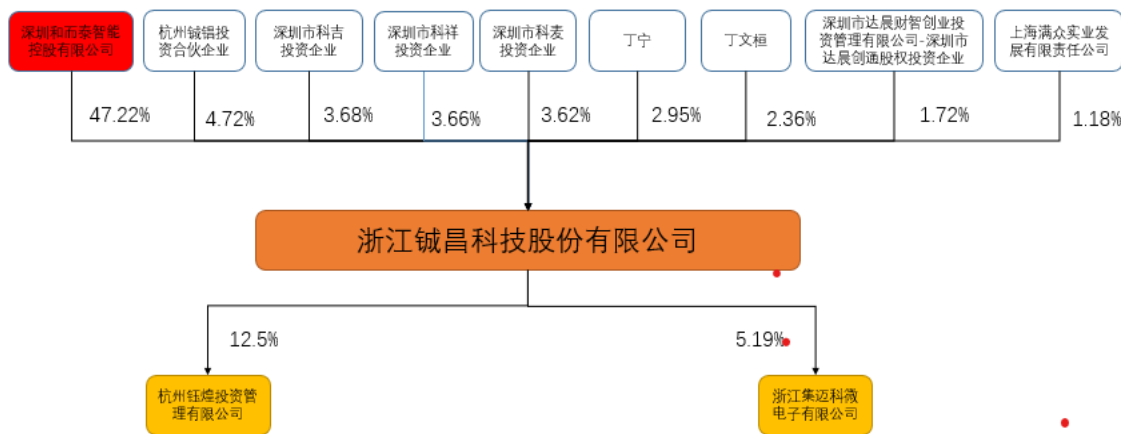 深圳和而泰智能
控股有限公司
杭州铖锠投
资合伙企业
深圳市科吉
投资企业
深圳市科祥
投资企业
深圳市科麦
投资企业
丁宁
丁文桓
深圳市达晨财智创业投
资管理有限公司-深圳市
达晨创通股权投资企业
上海满众实业发
展有限责任公司
47.22%
4.72%
3.68%
3.66%
3.62%
2.95%
2.36%
1.72%
1.18%
浙江铖昌科技股份有限公司
12.5%
5.19%
杭州钰煌投资管
理有限公司
浙江集迈科微
电子有限公司